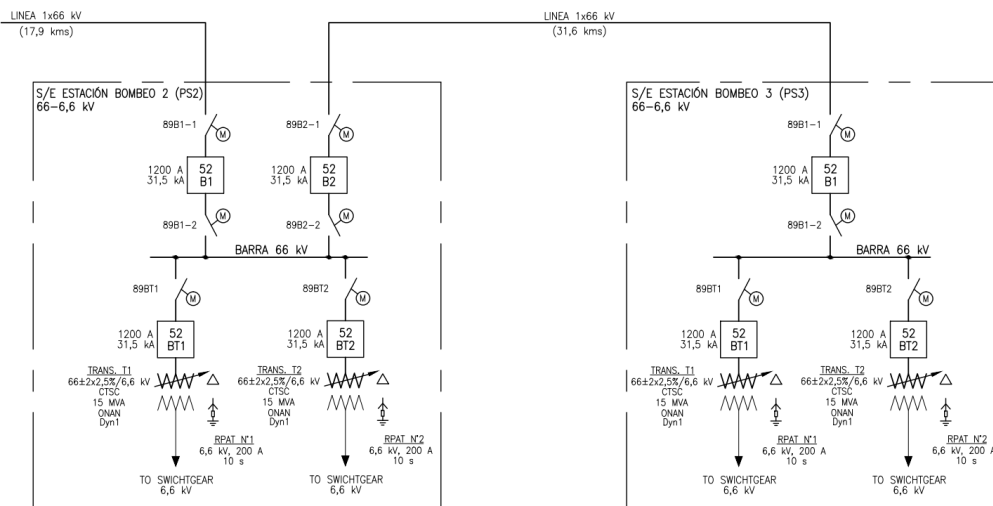 LINEA 1x66 kV
(17,9 kms)
LINEA 1x66 kV
(31,6 kms)
S/E ESTACIÓN BOMBEO 2 (PS2)
66-6,6 kV
89B1-1
M
89B2-1
M
1200 A
31,5 kA
52
B1
1200 A
31,5 kA
52
B2
89B1-2
M
89B2-2
M
BARRA 66 kV
89BT1
M
89BT2
M
1200 A
31,5 kA
52
BT1
1200 A
31,5 kA
52
BT2
TRANS. T1
66±2x2,5%/6,6 kV
CTSC
15 MVA
ONAN
Dyn1
TRANS. T2
66±2x2,5%/6,6 kV
CTSC
15 MVA
ONAN
Dyn1
RPAT N°1
6,6 kV, 200 A
10 s
RPAT N°2
6,6 kV, 200 A
10 s
TO SWICHTGEAR
6,6 kV
TO SWICHTGEAR
6,6 kV
S/E ESTACIÓN BOMBEO 3 (PS3)
66-6,6 kV
89B1-1
M
1200 A
31,5 kA
52
B1
89B1-2
M
BARRA 66 kV
89BT1
M
89BT2
M
1200 A
31,5 kA
52
BT1
1200 A
31,5 kA
52
BT2
TRANS. T1
66±2x2,5%/6,6 kV
CTSC
15 MVA
ONAN
Dyn1
TRANS. T2
66±2x2,5%/6,6 kV
CTSC
15 MVA
ONAN
Dyn1
RPAT N°1
6,6 kV, 200 A
10 s
RPAT N°2
6,6 kV, 200 A
10 s
TO SWICHTGEAR
6,6 kV
TO SWICHTGEAR
6,6 kV